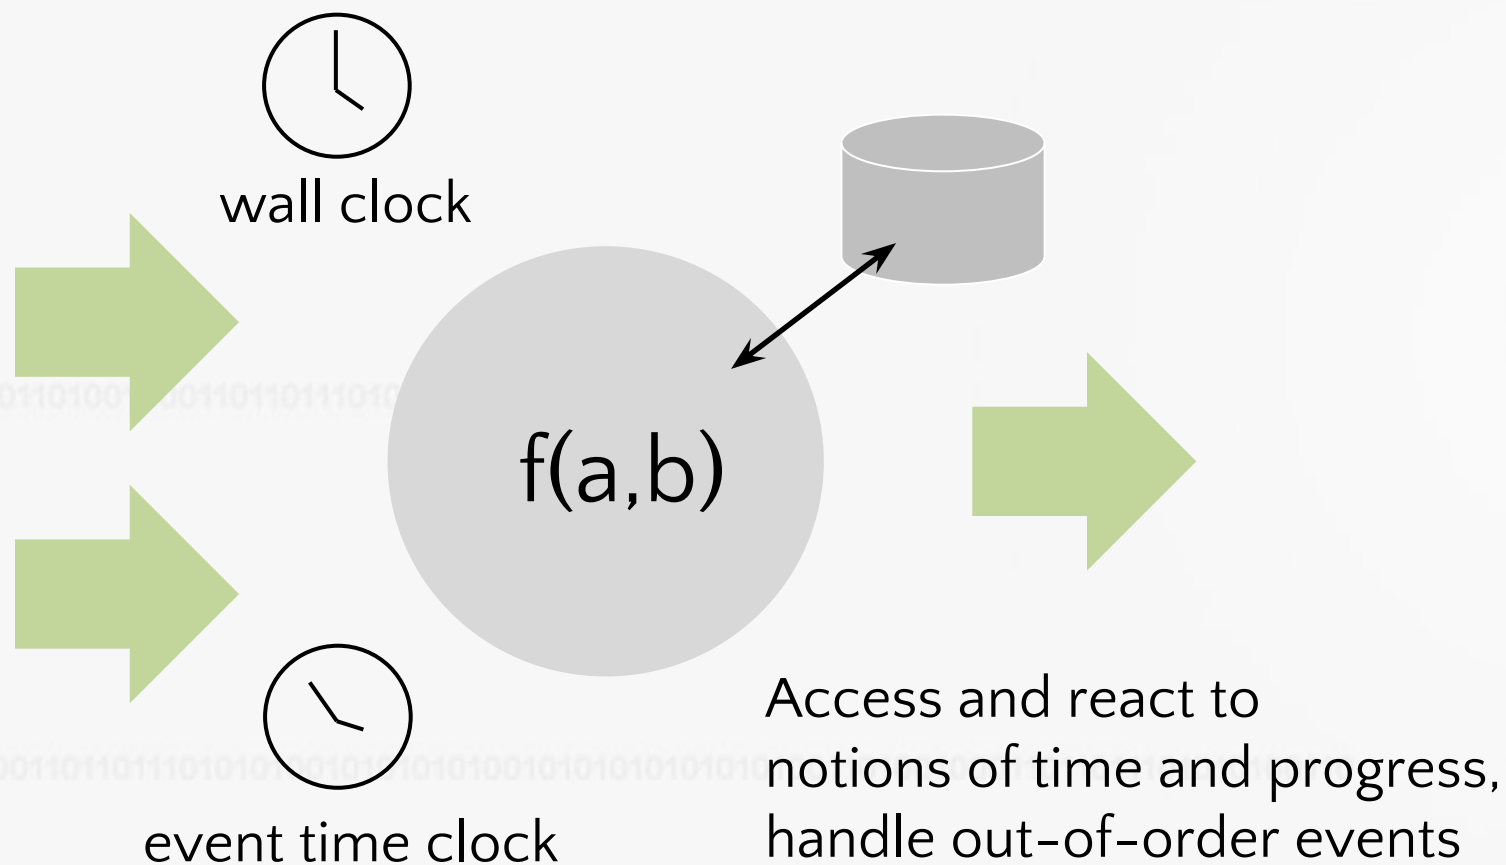 wall clock
f(a,b)
event time clock
Access and react to
notions of time and progress,
handle out-of-order events